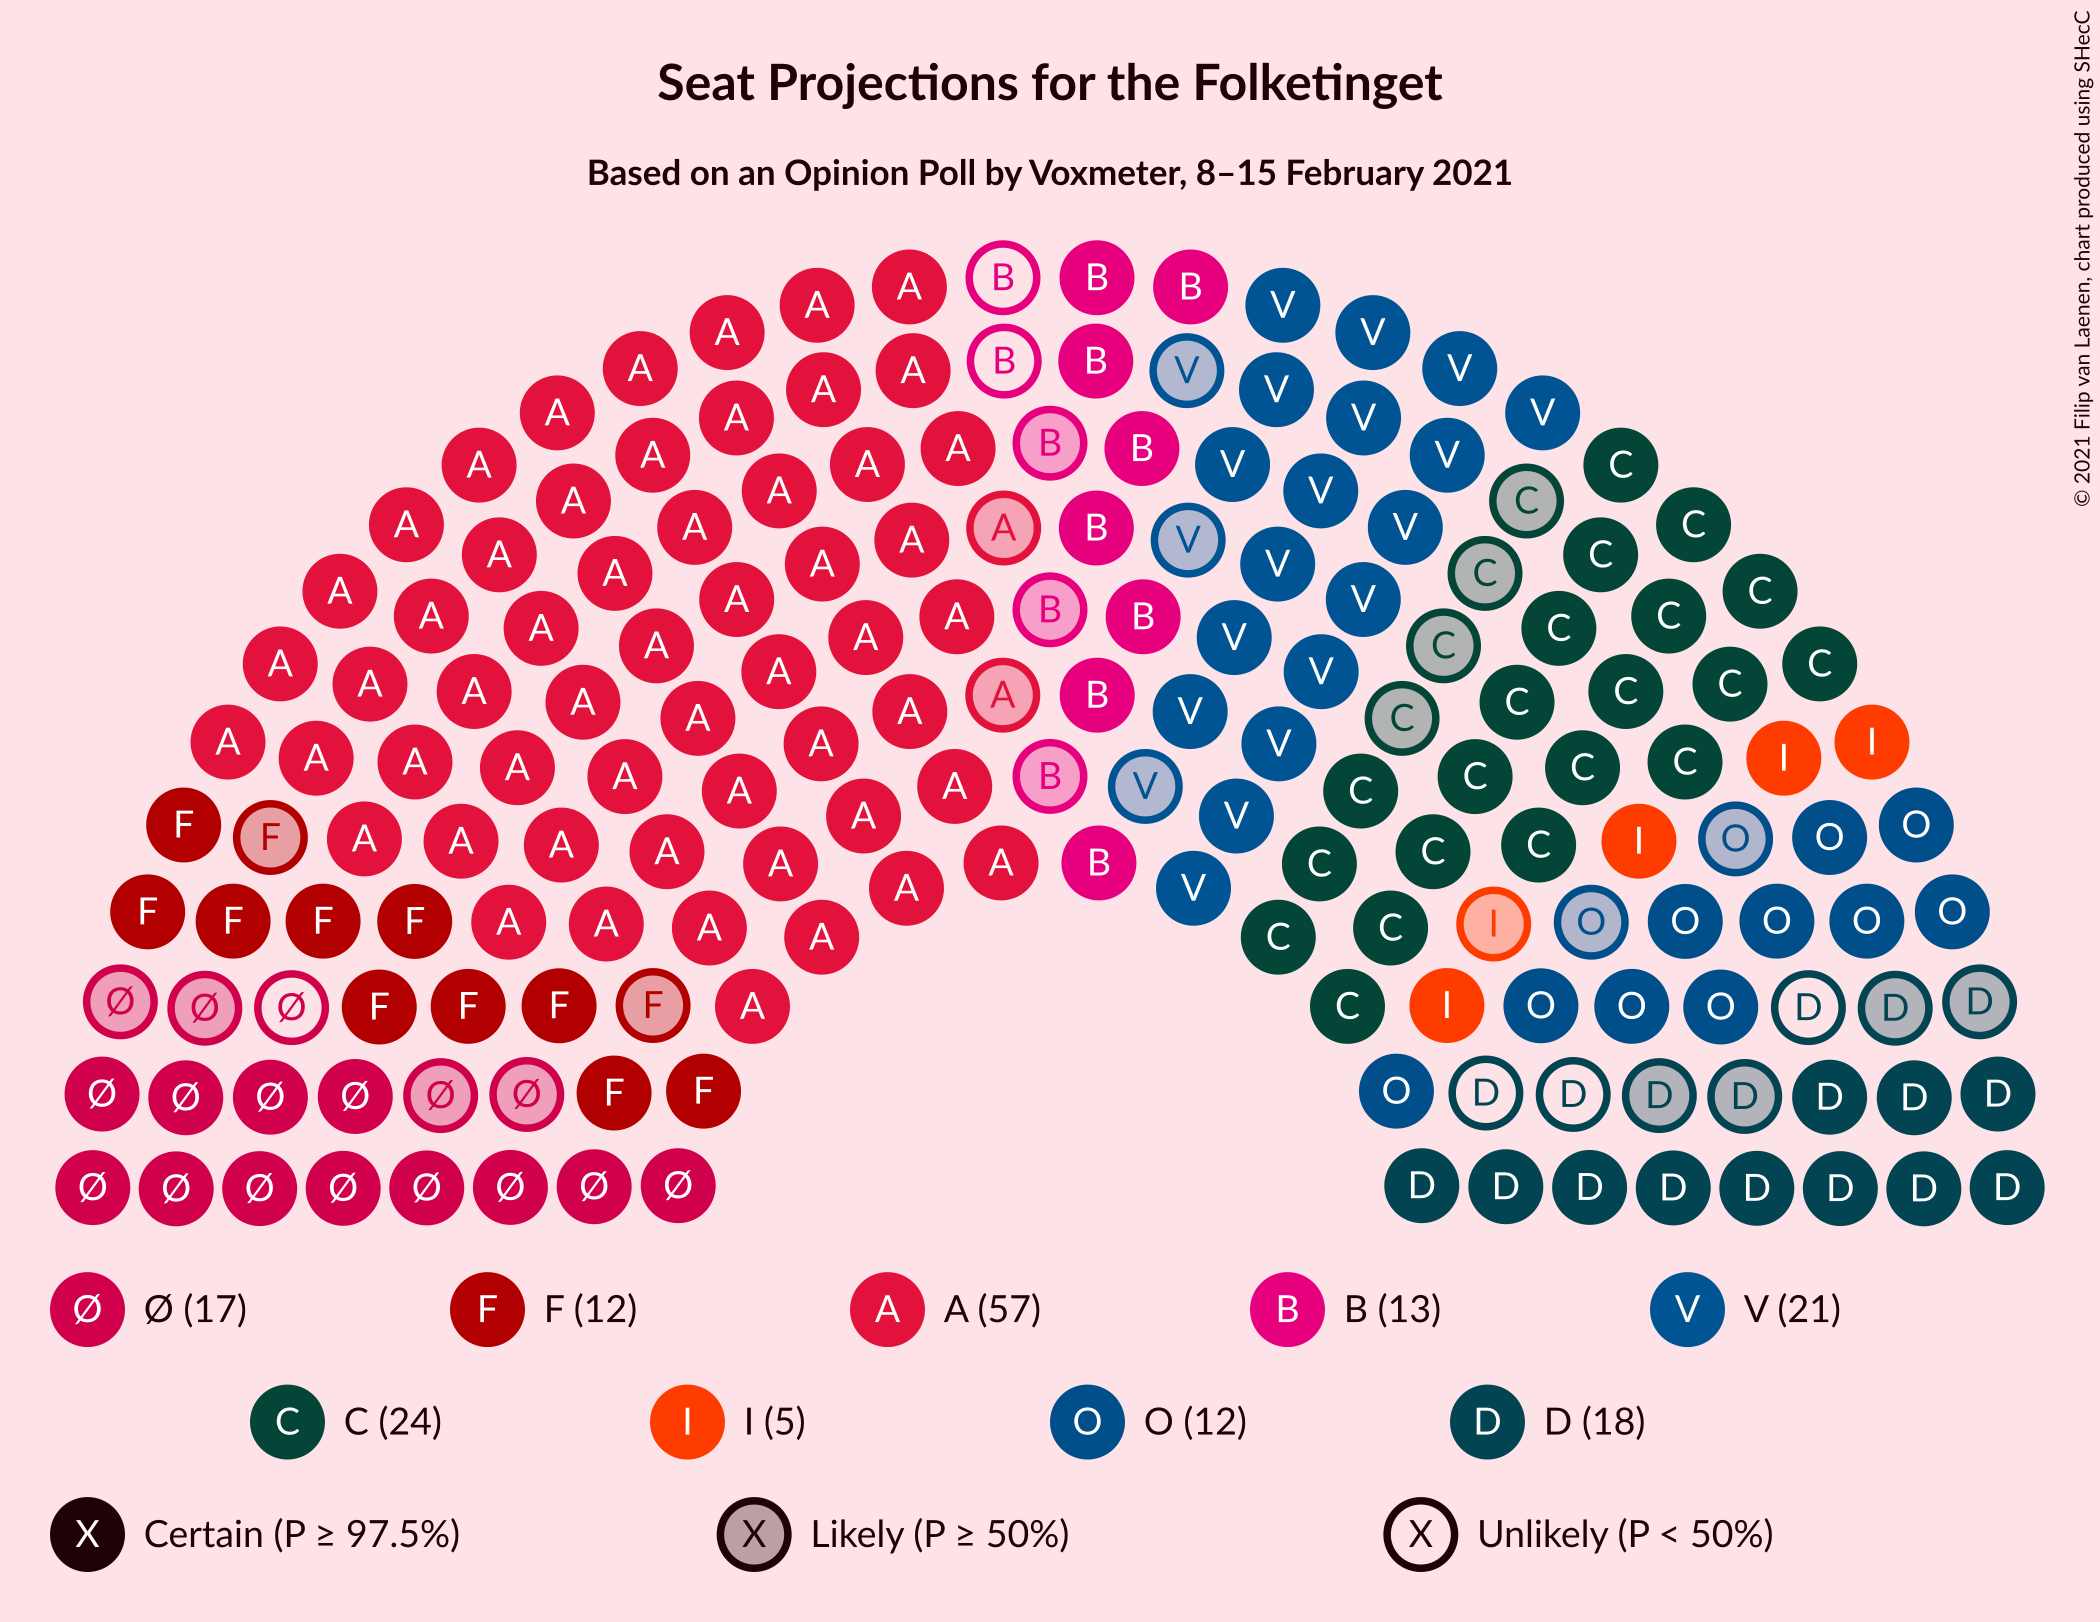 Seat Projections for the Folketinget
Based on an Opinion Poll by Voxmeter, 8–15 February 2021
© 2021 Filip van Laenen, chart produced using SHecC
A A B B B V V
A A B B V V V
A A A B B V V V V
A A A A A A B V V V C C
A A A A A A B V V V C C C
A A A A A A B B V V C C C
A A A A A A A B V V C C C C
A A A A A A A B V V C C C I I
F F A A A A A A A A B V V C C C C I O O O
F F F F A A A A V C C I O O O O O
Ø Ø Ø F F F F A C I O O O D D D
Ø Ø Ø Ø Ø Ø F F O D D D D D D D
Ø Ø Ø Ø Ø Ø Ø Ø D D D D D D D D
Ø Ø (17) F F (12) A A (57) B B (13) V V (21)
C C (24) I I (5) O O (12) D D (18)
X Certain (P ≥ 97.5%) X Likely (P ≥ 50%) X Unlikely (P < 50%)